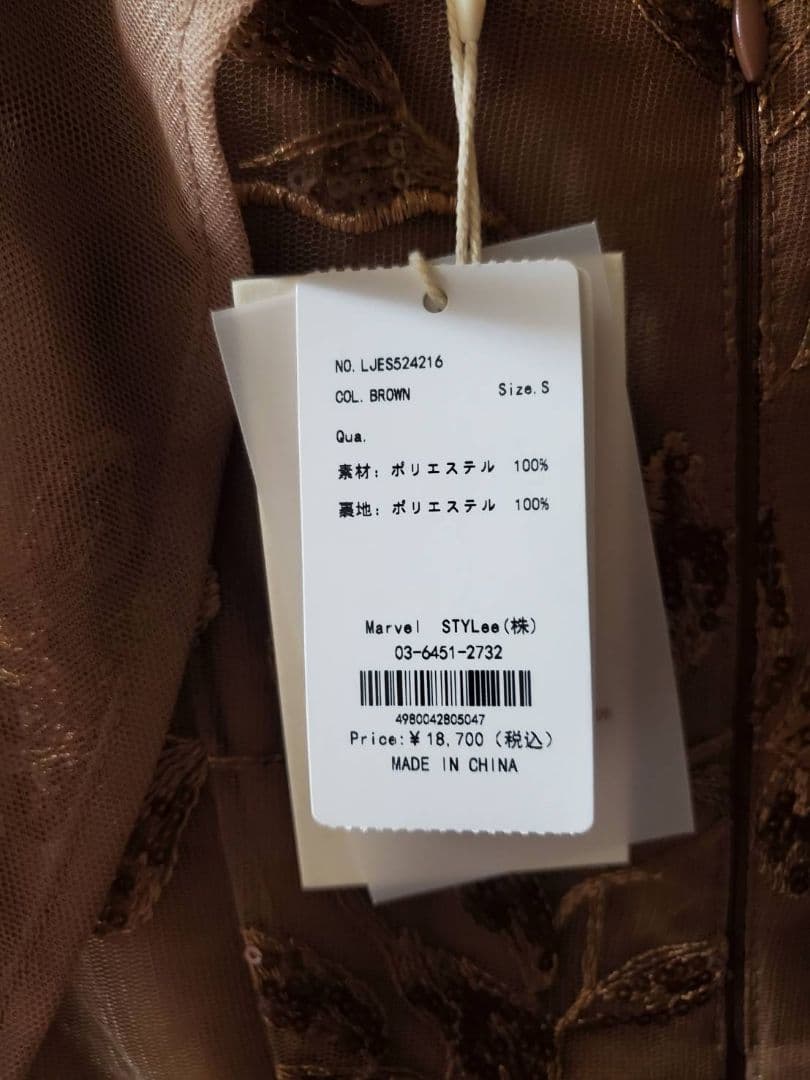 NO. LJES524216
COL. BROWN Size. S
Qua.
素材: ポリエステル 100%
裏地: ポリエステル 100%
Marvel STYLee(株)
03-6451-2732
4980042805047
Price:¥18,700 (税込)
MADE IN CHINA